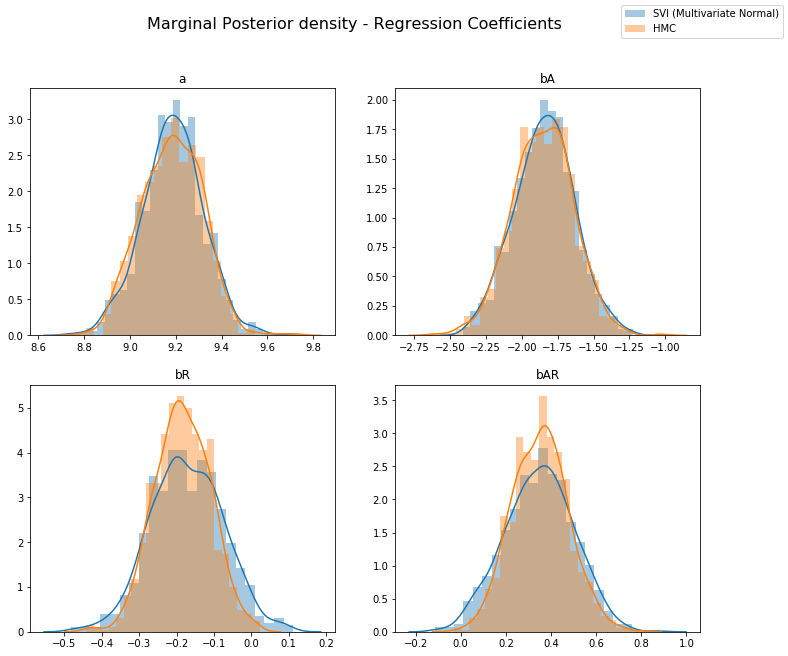 Marginal Posterior density - Regression Coefficients
SVI (Multivariate Normal)
HMC
a
3.0
2.5
2.0
1.5
1.0
0.5
0.0
8.6 8.8 9.0 9.2 9.4 9.6 9.8
bA
2.00
1.75
1.50
1.25
1.00
0.75
0.50
0.25
0.00
−2.75 −2.50 −2.25 −2.00 −1.75 −1.50 −1.25 −1.00
bR
5
4
3
2
1
0
−0.5 −0.4 −0.3 −0.2 −0.1 0.0 0.1 0.2
bAR
3.5
3.0
2.5
2.0
1.5
1.0
0.5
0.0
−0.2 0.0 0.2 0.4 0.6 0.8 1.0